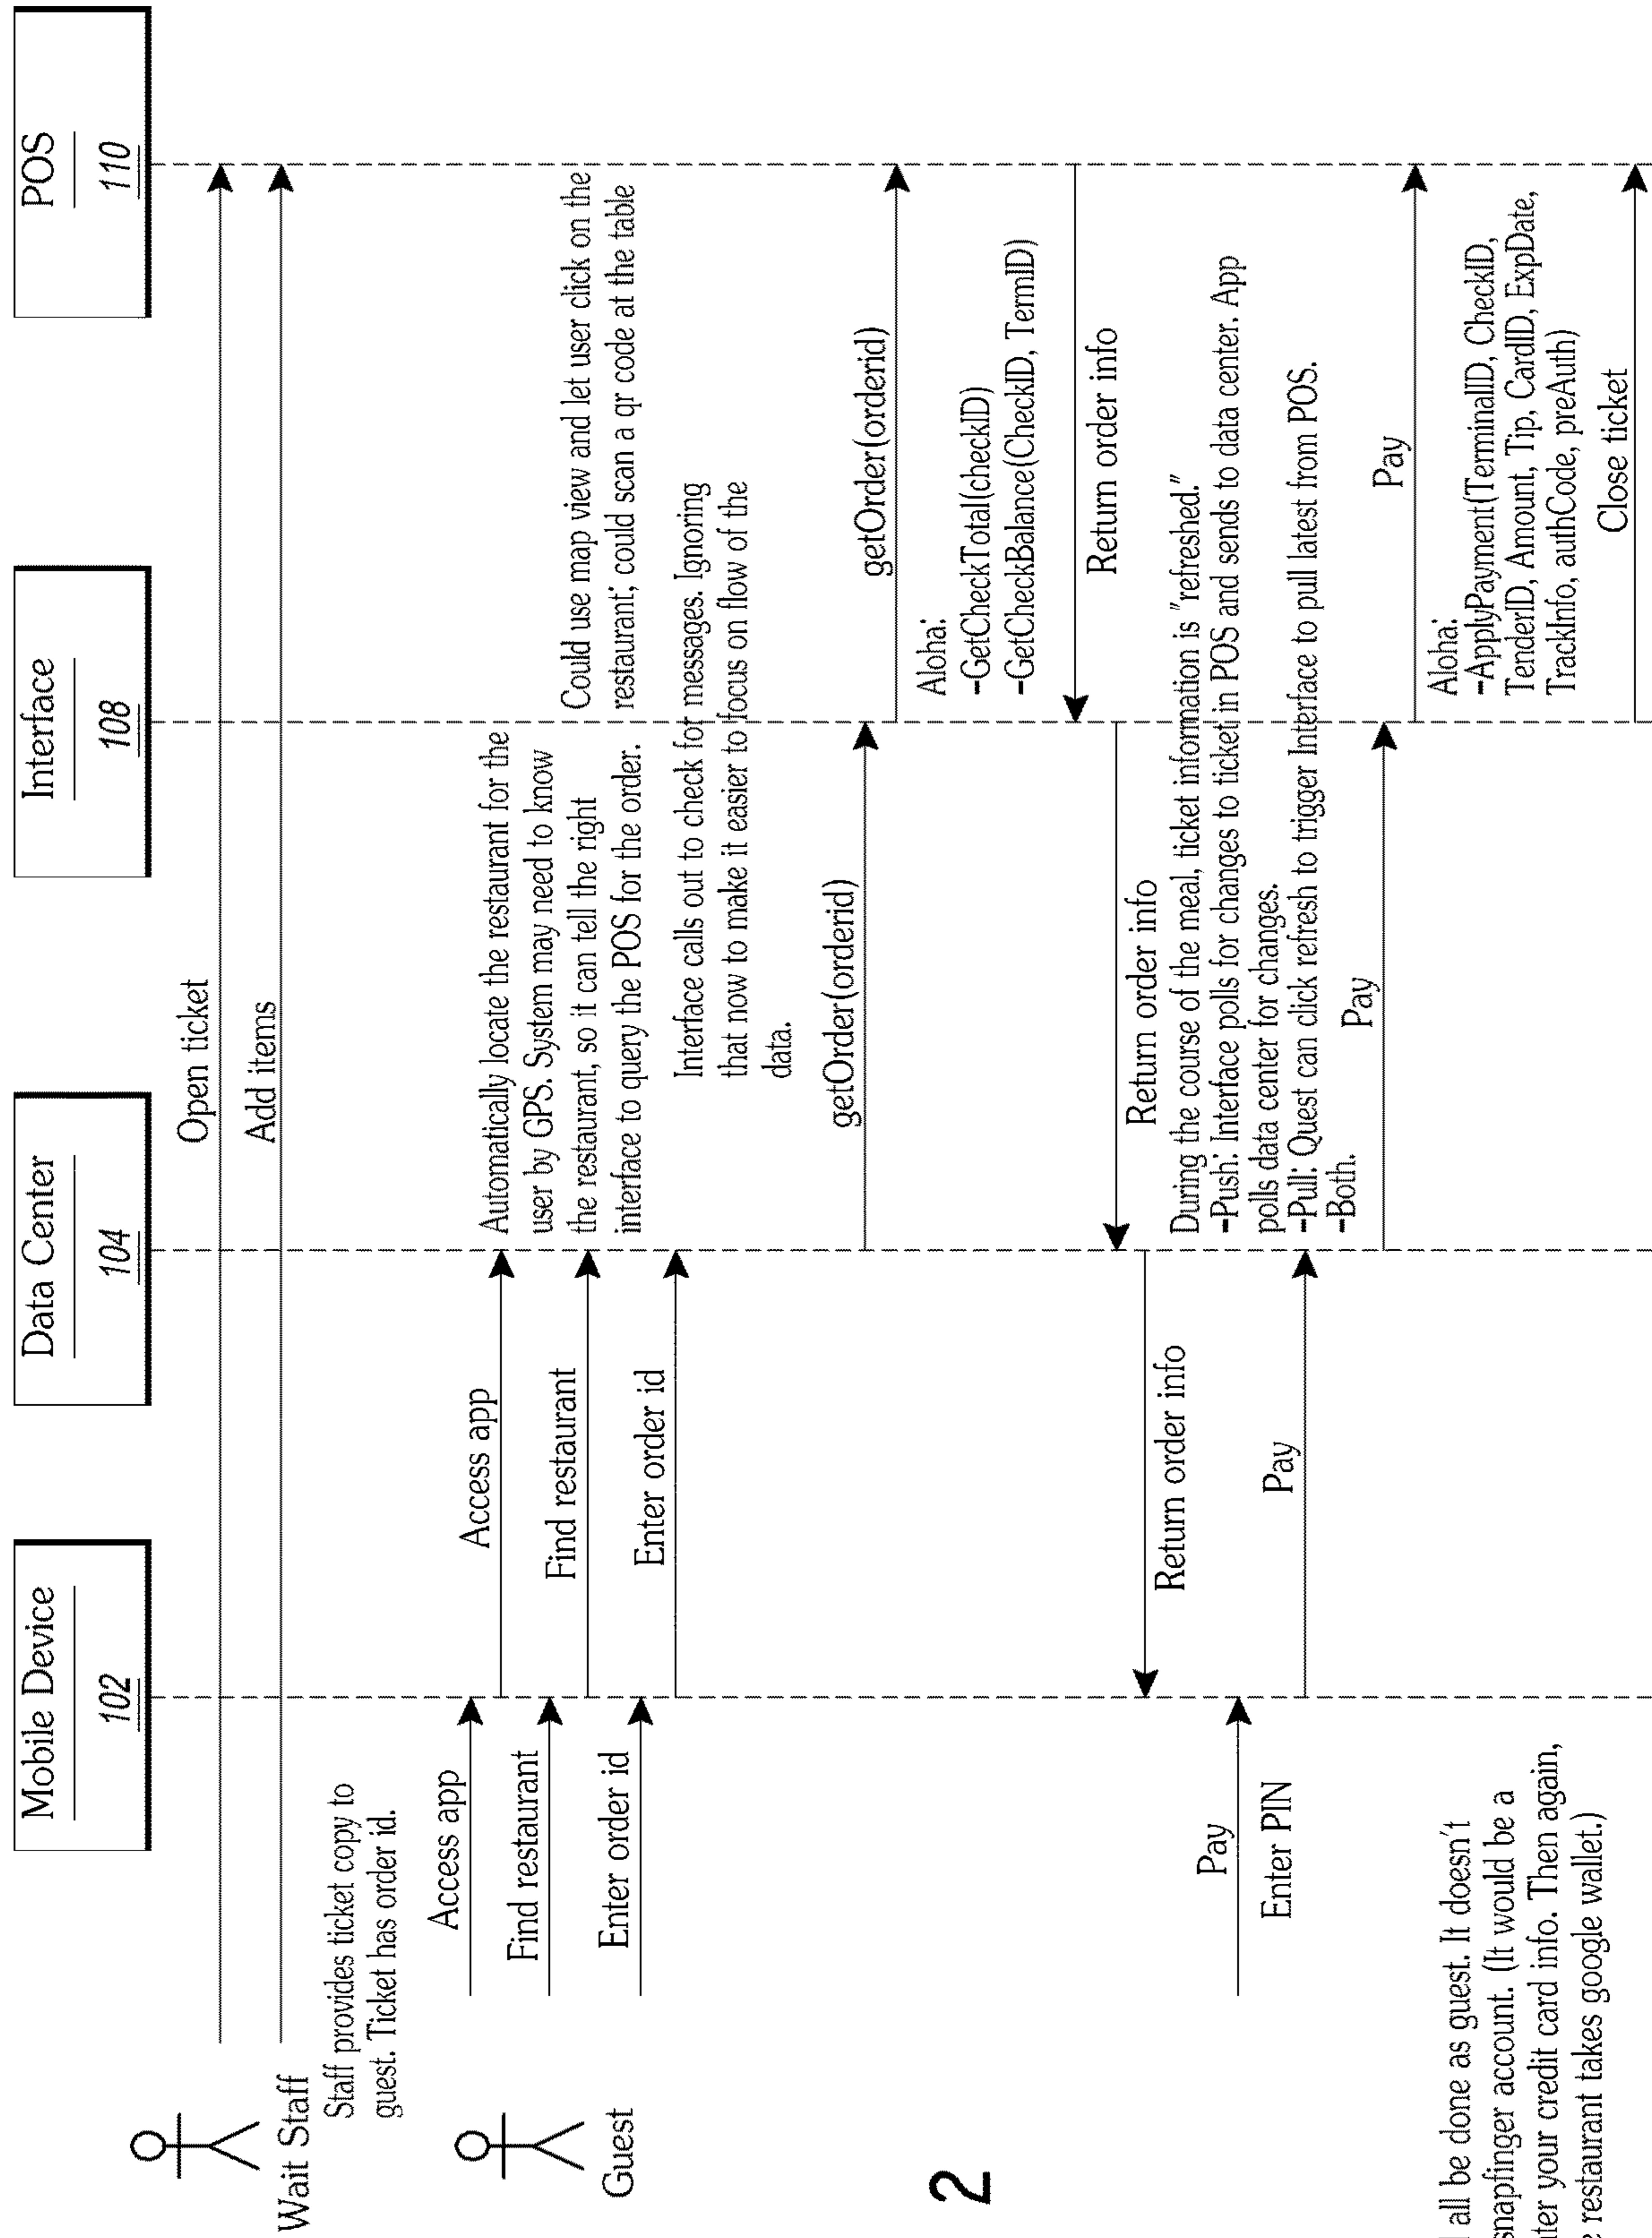 Mobile Device
102
Data Center
104
Interface
108
POS
110
Open ticket
Add items
Wait Staff
Staff provides ticket copy to
guest. Ticket has order id.
Access app
Access app
Automatically locate the restaurant for the
user by GPS. System may need to know
the restaurant, so it can tell the right
interface to query the POS for the order.
Find restaurant
Find restaurant
Could use map view and let user click on the
restaurant; could scan a qr code at the table
Guest
Enter order id
Enter order id
Interface calls out to check for messages. Ignoring
that now to make it easier to focus on flow of the
data.
getOrder(orderid)
getOrder(orderid)
Aloha:
-GetCheckTotal(checkID)
-GetCheckBalance(CheckID, TermID)
Return order info
Return order info
Return order info
During the course of the meal, ticket information is "refreshed."
-Push: Interface polls for changes to ticket in POS and sends to data center. App
polls data center for changes.
-Pull: Quest can click refresh to trigger Interface to pull latest from POS.
-Both.
Pay
Enter PIN
Pay
Pay
Pay
Aloha:
-ApplyPayment(TerminalID, CheckID,
TenderID, Amount, Tip, CardID, ExpDate,
TrackInfo, authCode, preAuth)
Close ticket
2
all be done as guest. It doesn't
snapfinger account. (It would be a
your credit card info. Then again,
restaurant takes google wallet.)